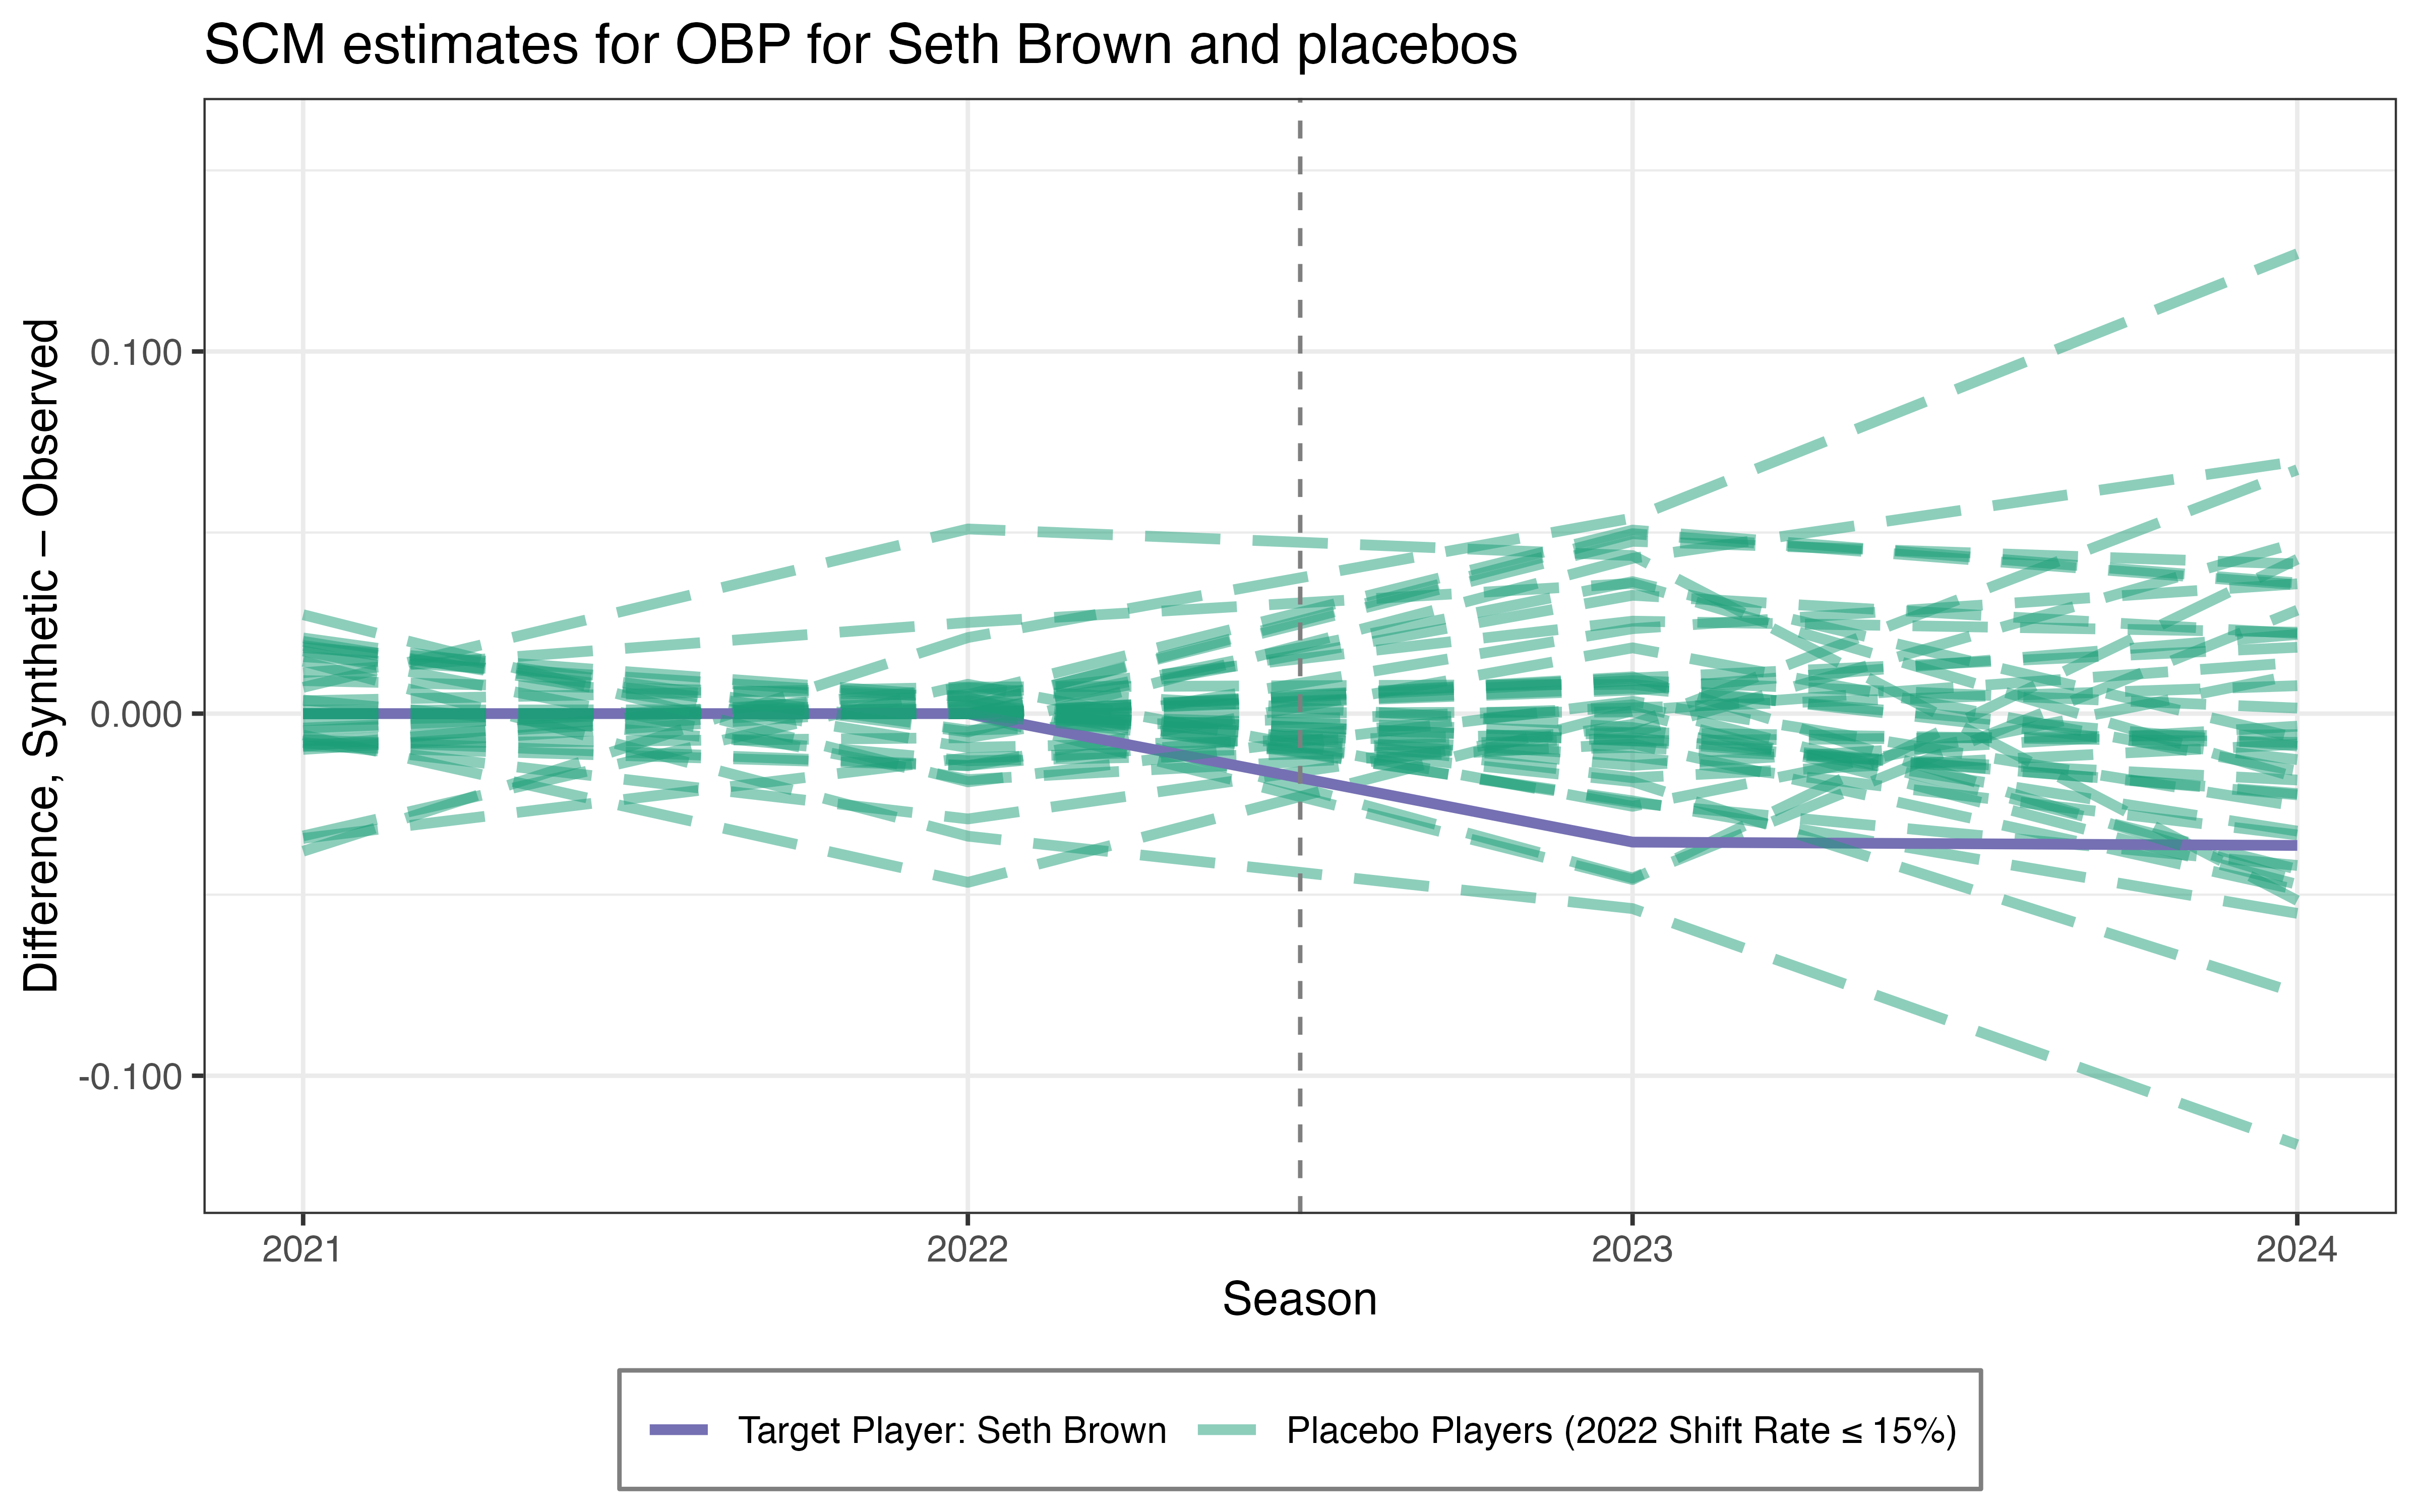 SCM estimates for OBP for Seth Brown and placebos
Difference, Synthetic – Observed
0.100
0.000
-0.100
2021
2022
2023
2024
Season
Target Player: Seth Brown
Placebo Players (2022 Shift Rate ≤ 15%)